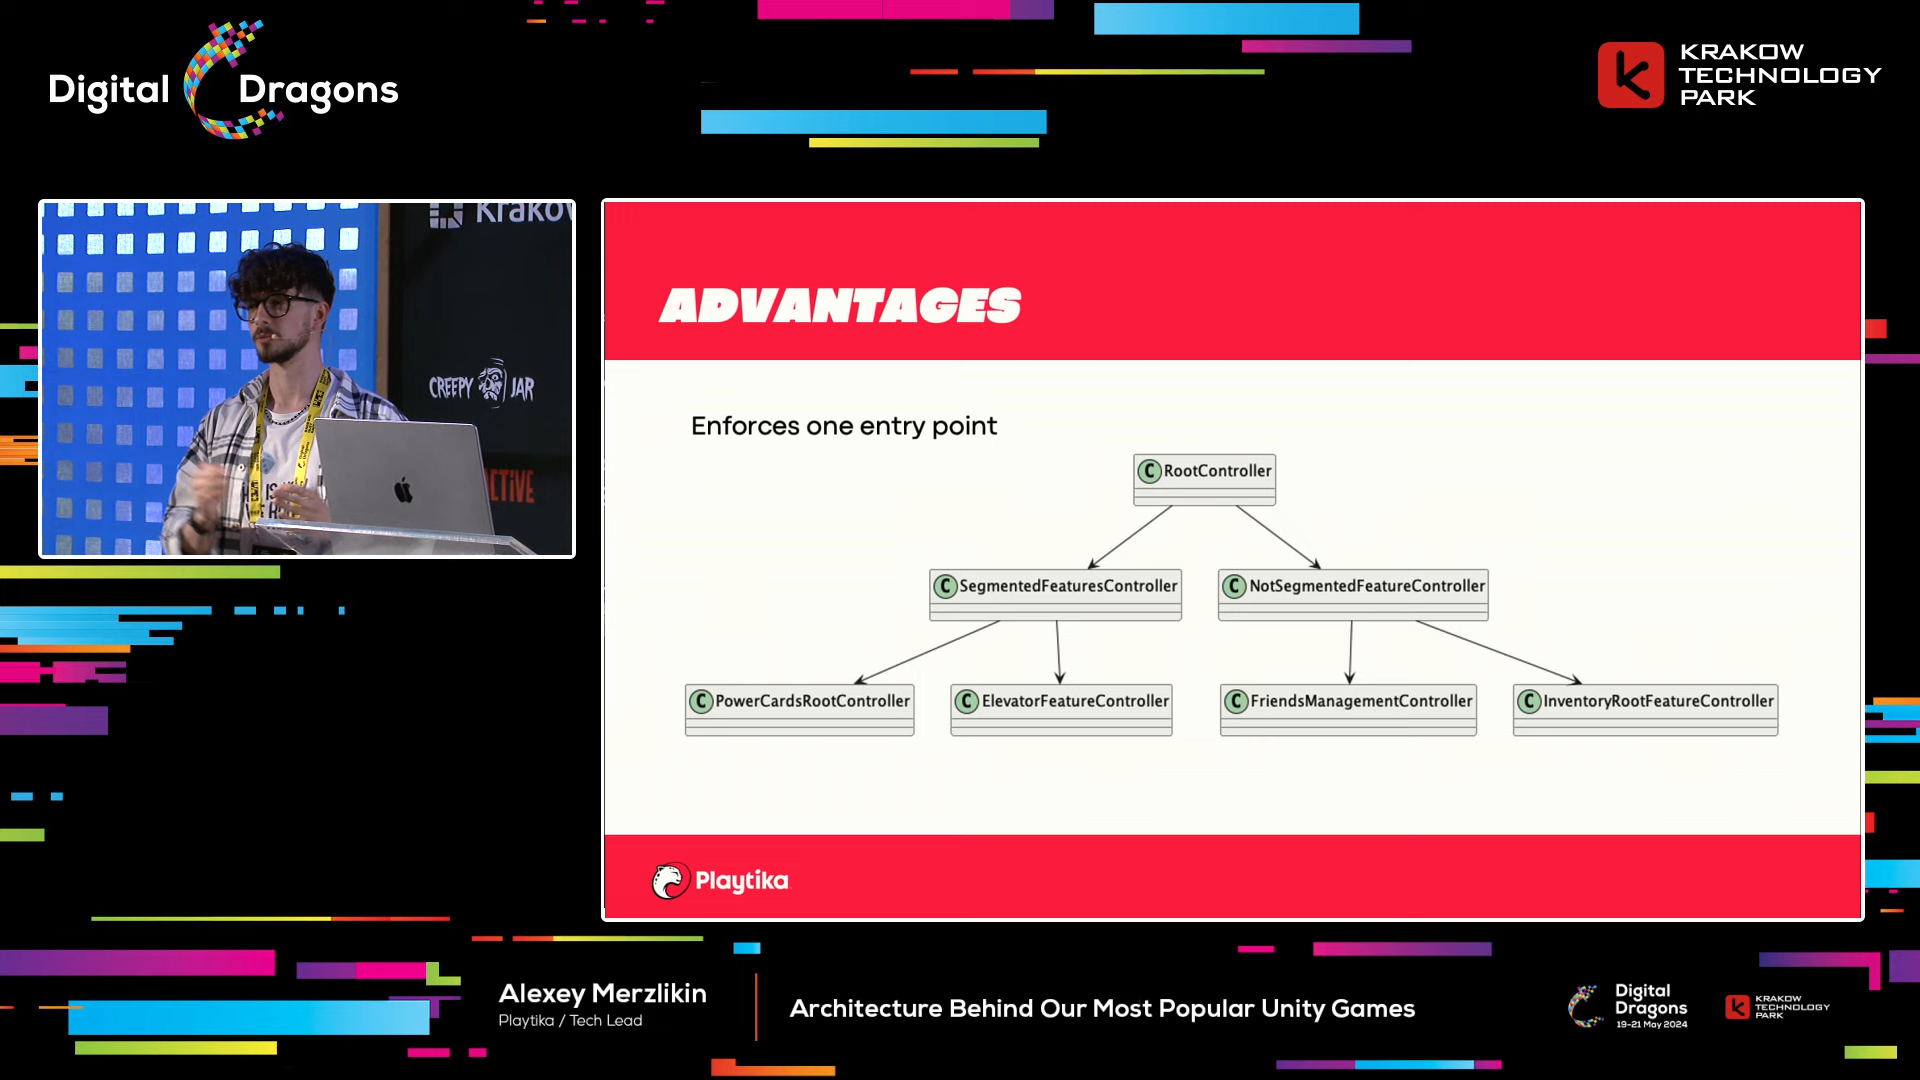 Digital Dragons
KRAKOW
TECHNOLOGY
PARK
CREEPY JAR
ADVANTAGES
Enforces one entry point
C RootController
C SegmentedFeaturesController
C NotSegmentedFeatureController
C PowerCardsRootController
C ElevatorFeatureController
C FriendsManagementController
C InventoryRootFeatureController
Playtika
Alexey Merzlikin
Playtika / Tech Lead
Architecture Behind Our Most Popular Unity Games
Digital
Dragons
19-21 May 2024
KRAKOW
TECHNOLOGY
PARK